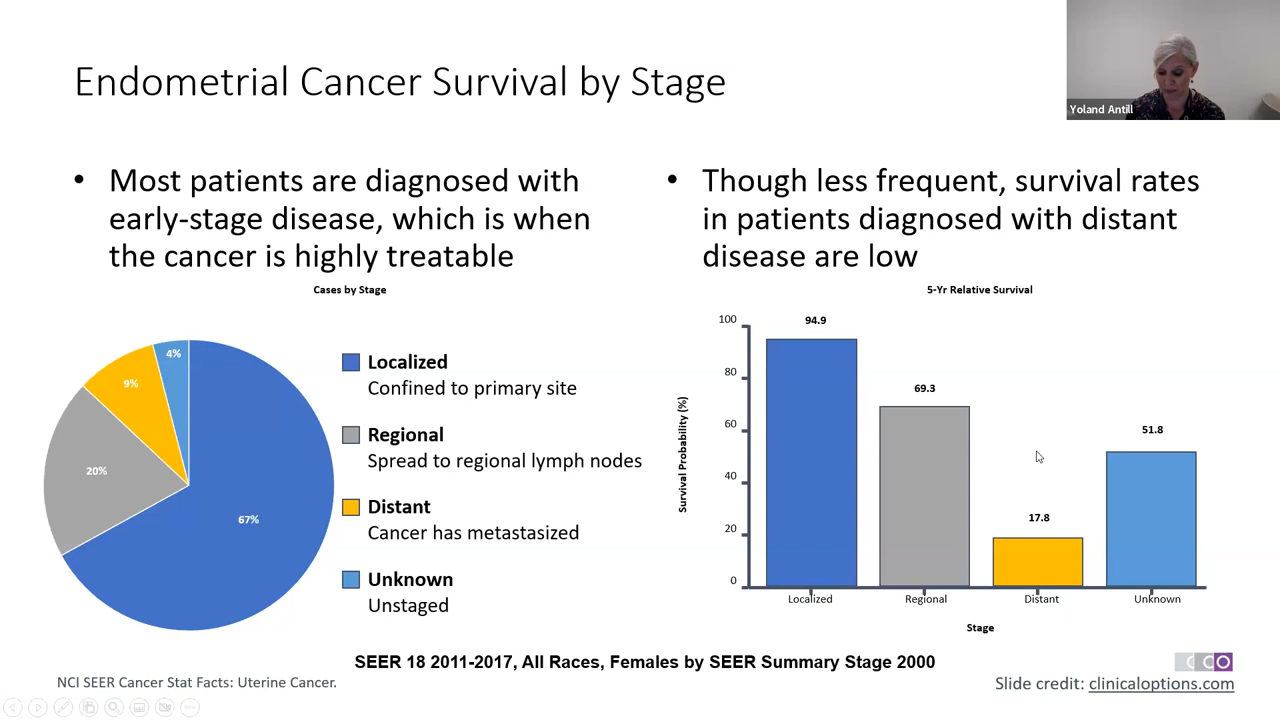 Endometrial Cancer Survival by Stage
Yoland Antill
• Most patients are diagnosed with
early-stage disease, which is when
the cancer is highly treatable
• Though less frequent, survival rates
in patients diagnosed with distant
disease are low
Cases by Stage
4%
9%
20%
67%
Localized
Confined to primary site
Regional
Spread to regional lymph nodes
Distant
Cancer has metastasized
Unknown
Unstaged
5-Yr Relative Survival
Survival Probability (%)
100
80
60
40
20
0
94.9
69.3
17.8
51.8
Localized
Regional
Distant
Unknown
Stage
SEER 18 2011-2017, All Races, Females by SEER Summary Stage 2000
NCI SEER Cancer Stat Facts: Uterine Cancer.
CCO
Slide credit: clinicaloptions.com